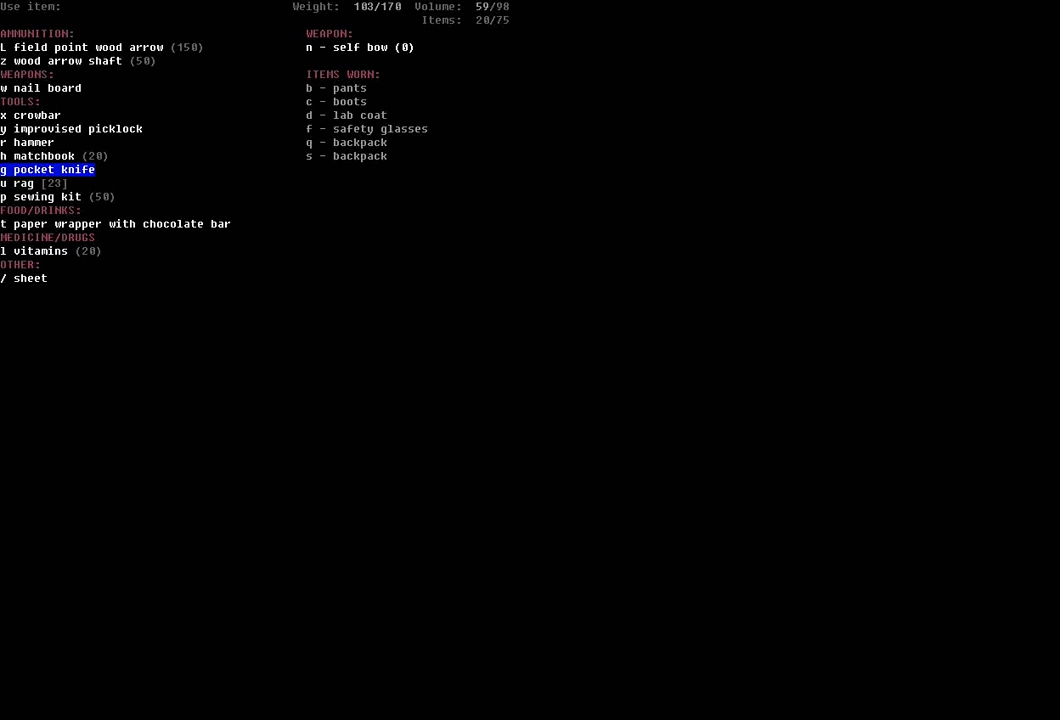 Use item: Weight: 103/170 Volume: 59/98
Items: 20/75
AMMUNITION: WEAPON:
L field point wood arrow (150) n - self bow (0)
z wood arrow shaft (50)
WEAPONS: ITEMS WORN:
w nail board b - pants
TOOLS: c - boots
x crowbar d - lab coat
y improvised picklock f - safety glasses
r hammer q - backpack
h matchbook (20) s - backpack
g pocket knife
u rag [23]
p sewing kit (50)
FOOD/DRINKS:
t paper wrapper with chocolate bar
MEDICINE/DRUGS
l vitamins (20)
OTHER:
/ sheet